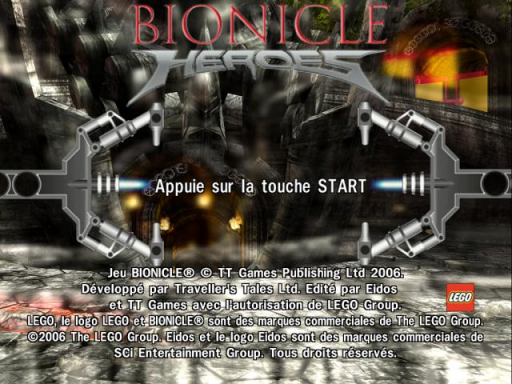 BIONICLE
HEROES
Appuie sur la touche START
Jeu BIONICLE® © TT Games Publishing Ltd 2006.
Développé par Traveller's Tales Ltd. Edité par Eidos
et TT Games avec l'autorisation de LEGO Group.
LEGO
LEGO, le logo LEGO et BIONICLE® sont des marques commerciales de The LEGO Group.
©2006 The LEGO Group. Eidos et le logo Eidos sont des marques commerciales de
SCi Entertainment Group. Tous droits réservés.